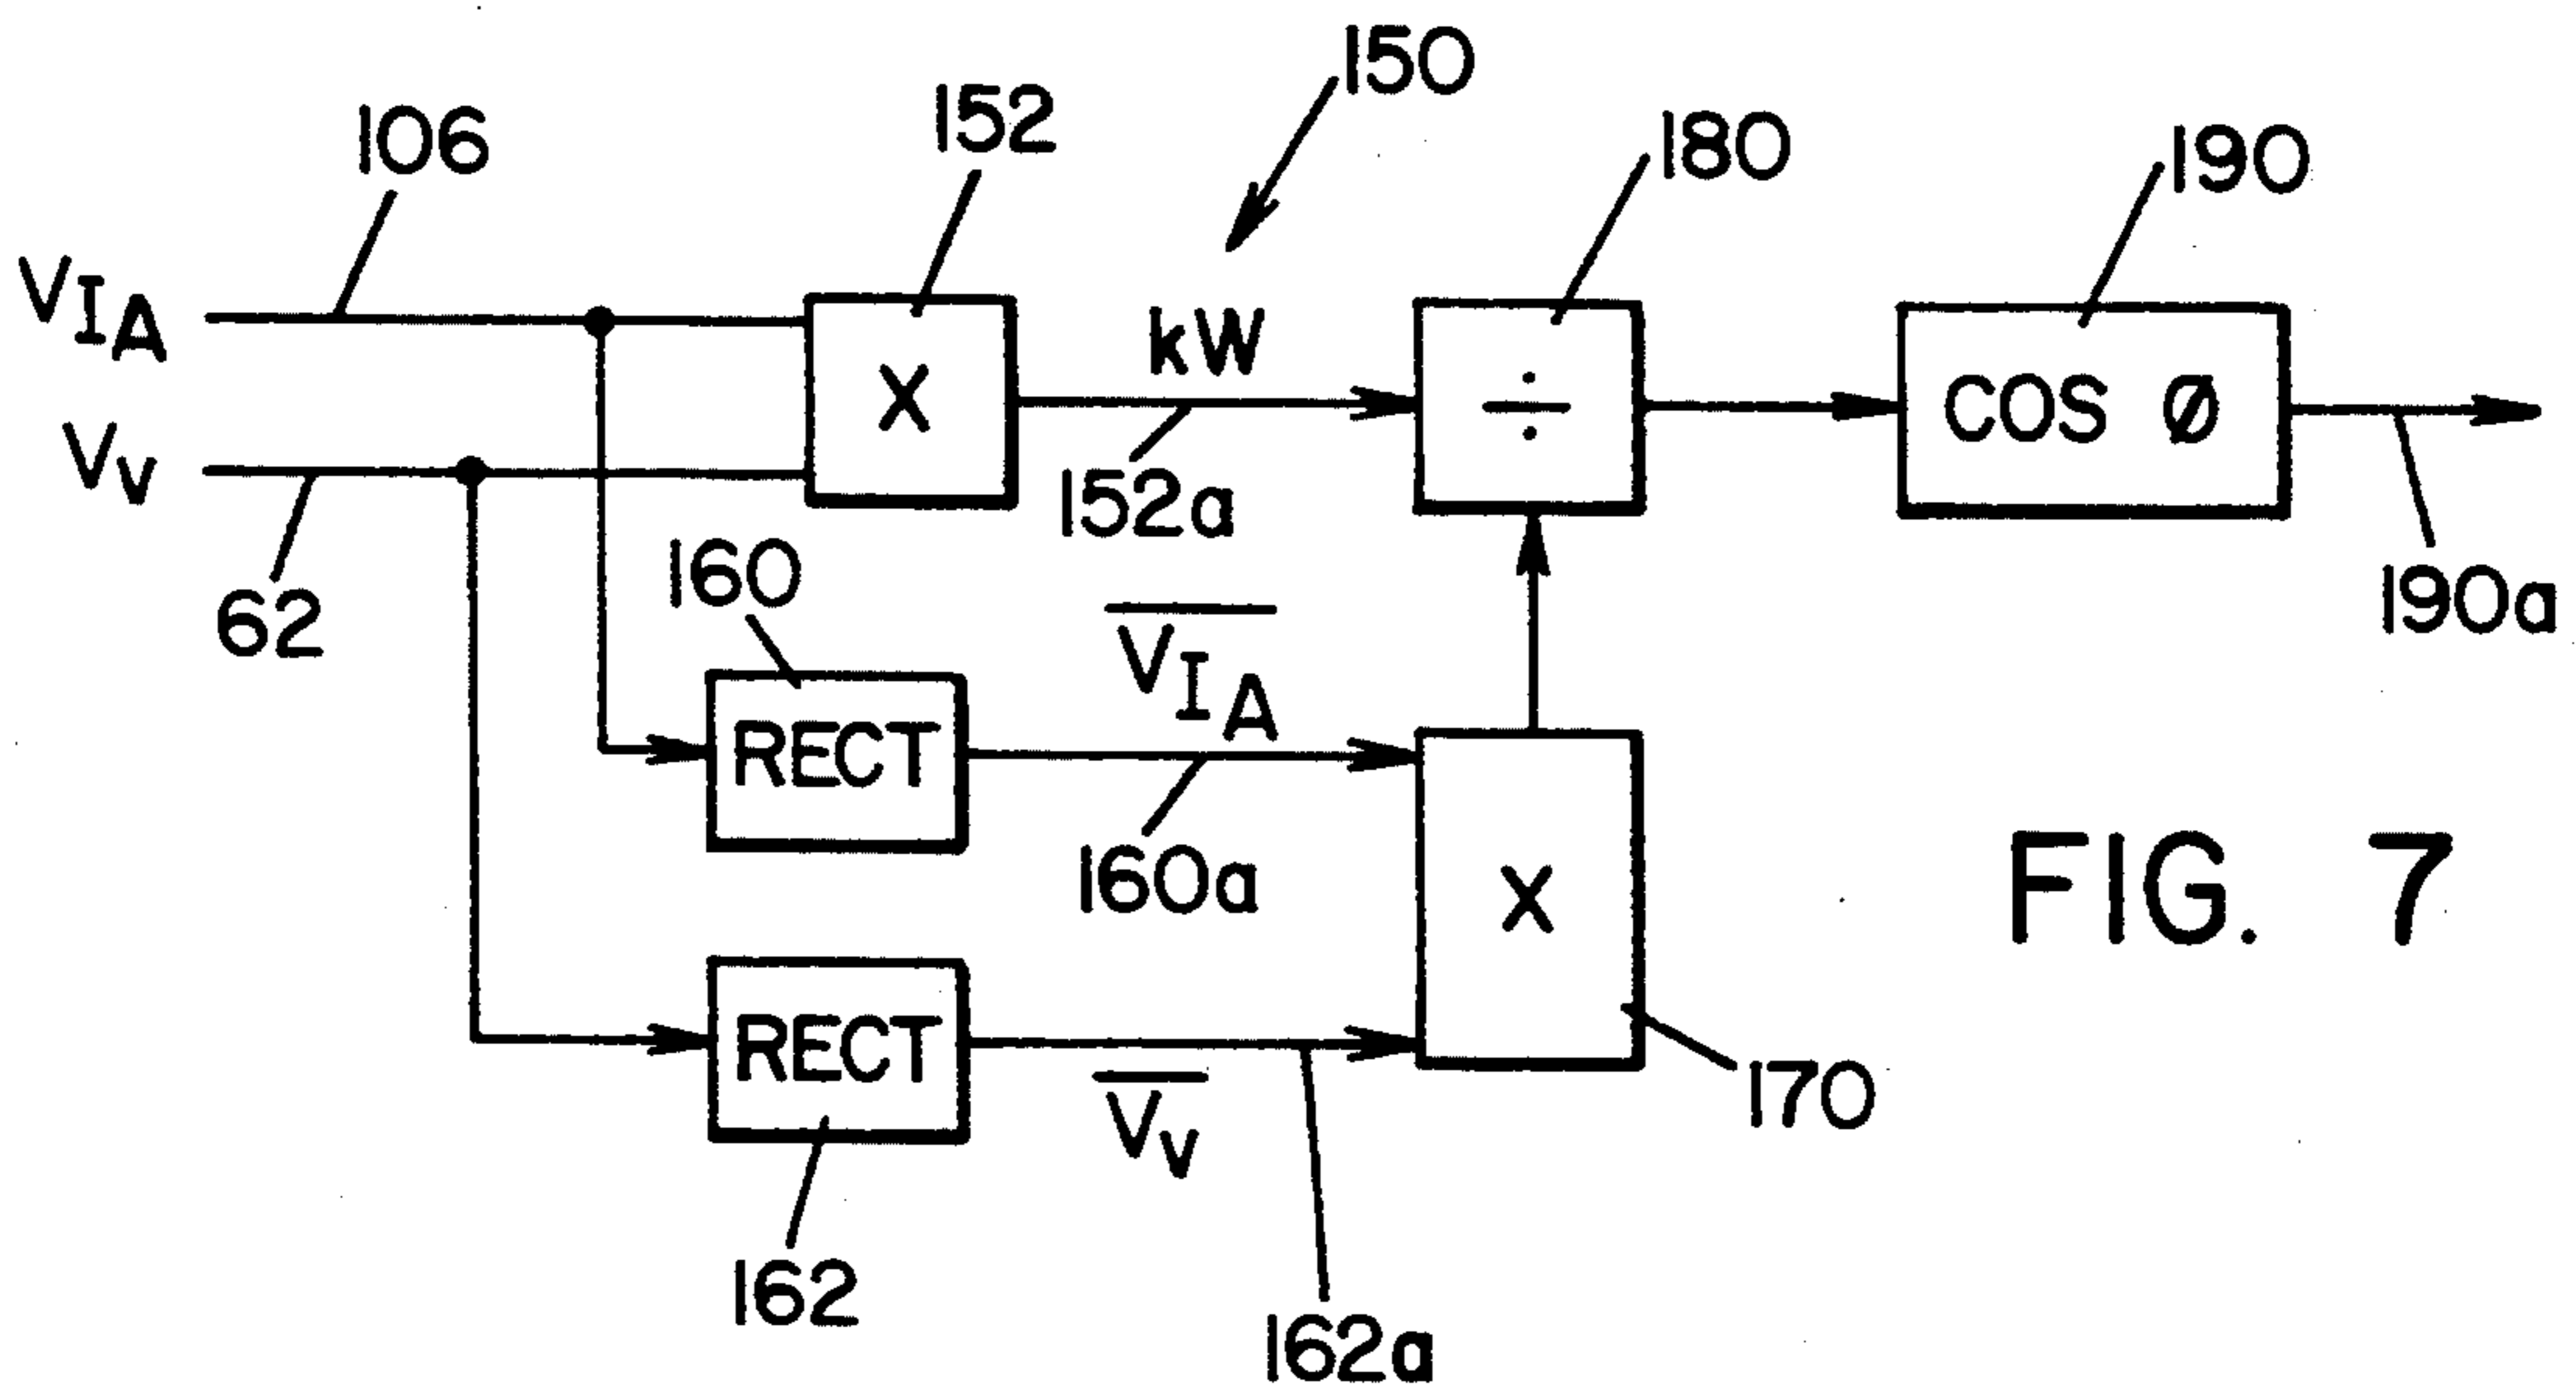 150
106
152
180
190
VIA
kW
X
÷
COS Ø
Vv
152a
62
160
VIA
190a
RECT
160a
X
FIG. 7
RECT
Vv
170
162
162a